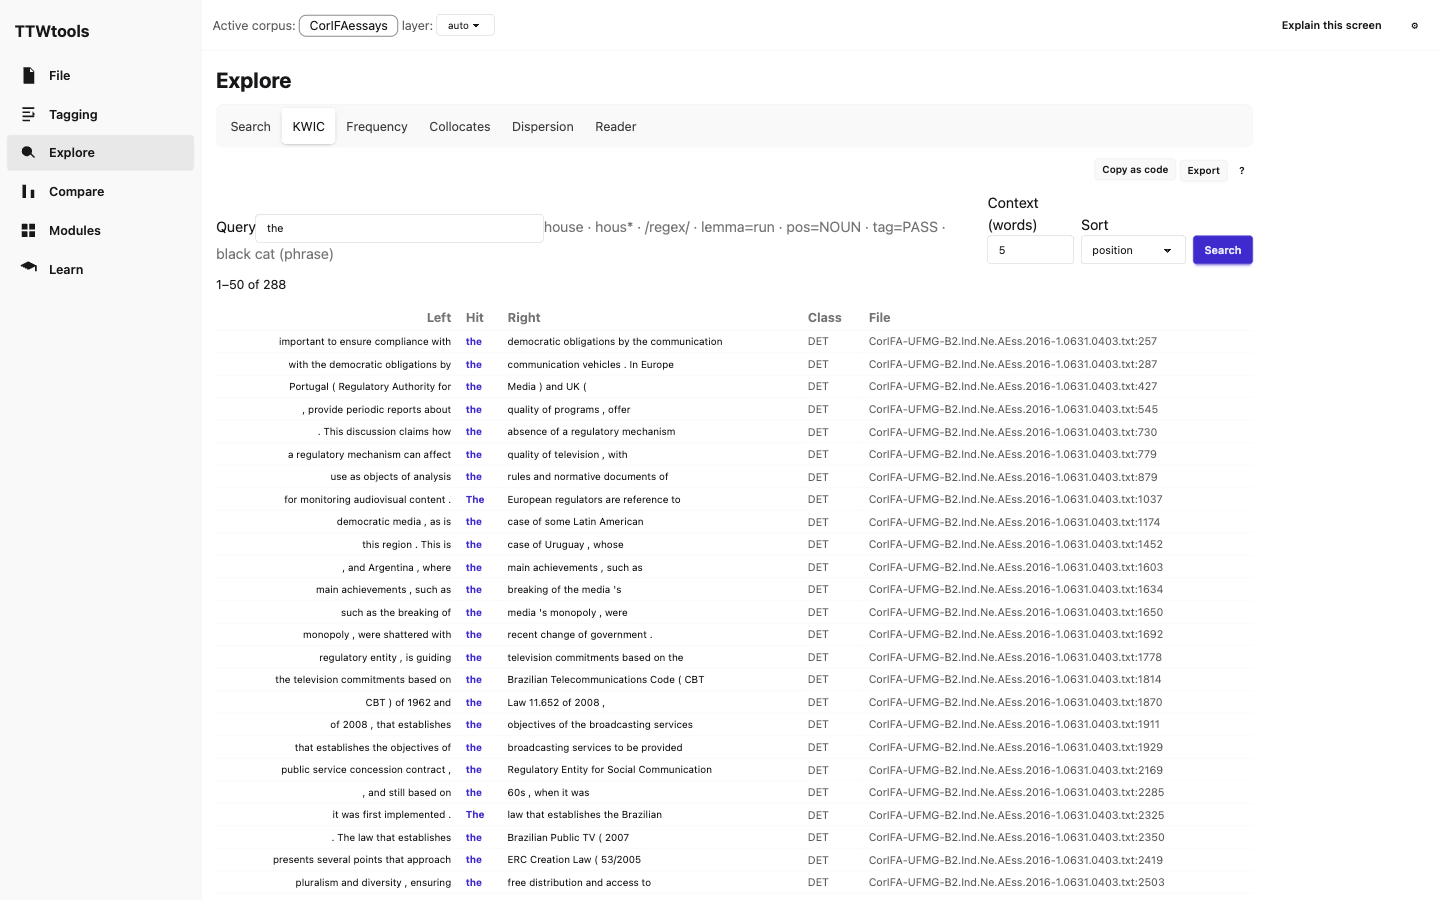 TTWtools
Active corpus: CorIFAessays layer: auto
Explain this screen
File
Tagging
Explore
Compare
Modules
Learn
Explore
Search KWIC Frequency Collocates Dispersion Reader
Copy as code Export ?
Query the house · hous* · /regex/ · lemma=run · pos=NOUN · tag=PASS ·
black cat (phrase)
Context
(words) Sort
5 position Search
1–50 of 288
Left Hit Right Class File
important to ensure compliance with the democratic obligations by the communication DET CorIFA-UFMG-B2.Ind.Ne.AEss.2016-1.0631.0403.txt:257
with the democratic obligations by the communication vehicles . In Europe DET CorIFA-UFMG-B2.Ind.Ne.AEss.2016-1.0631.0403.txt:287
Portugal ( Regulatory Authority for the Media ) and UK ( DET CorIFA-UFMG-B2.Ind.Ne.AEss.2016-1.0631.0403.txt:427
, provide periodic reports about the quality of programs , offer DET CorIFA-UFMG-B2.Ind.Ne.AEss.2016-1.0631.0403.txt:545
. This discussion claims how the absence of a regulatory mechanism DET CorIFA-UFMG-B2.Ind.Ne.AEss.2016-1.0631.0403.txt:730
a regulatory mechanism can affect the quality of television , with DET CorIFA-UFMG-B2.Ind.Ne.AEss.2016-1.0631.0403.txt:779
use as objects of analysis the rules and normative documents of DET CorIFA-UFMG-B2.Ind.Ne.AEss.2016-1.0631.0403.txt:879
for monitoring audiovisual content . The European regulators are reference to DET CorIFA-UFMG-B2.Ind.Ne.AEss.2016-1.0631.0403.txt:1037
democratic media , as is the case of some Latin American DET CorIFA-UFMG-B2.Ind.Ne.AEss.2016-1.0631.0403.txt:1174
this region . This is the case of Uruguay , whose DET CorIFA-UFMG-B2.Ind.Ne.AEss.2016-1.0631.0403.txt:1452
, and Argentina , where the main achievements , such as DET CorIFA-UFMG-B2.Ind.Ne.AEss.2016-1.0631.0403.txt:1603
main achievements , such as the breaking of the media 's DET CorIFA-UFMG-B2.Ind.Ne.AEss.2016-1.0631.0403.txt:1634
such as the breaking of the media 's monopoly , were DET CorIFA-UFMG-B2.Ind.Ne.AEss.2016-1.0631.0403.txt:1650
monopoly , were shattered with the recent change of government . DET CorIFA-UFMG-B2.Ind.Ne.AEss.2016-1.0631.0403.txt:1692
regulatory entity , is guiding the television commitments based on the DET CorIFA-UFMG-B2.Ind.Ne.AEss.2016-1.0631.0403.txt:1778
the television commitments based on the Brazilian Telecommunications Code ( CBT DET CorIFA-UFMG-B2.Ind.Ne.AEss.2016-1.0631.0403.txt:1814
CBT ) of 1962 and the Law 11.652 of 2008 , DET CorIFA-UFMG-B2.Ind.Ne.AEss.2016-1.0631.0403.txt:1870
of 2008 , that establishes the objectives of the broadcasting services DET CorIFA-UFMG-B2.Ind.Ne.AEss.2016-1.0631.0403.txt:1911
that establishes the objectives of the broadcasting services to be provided DET CorIFA-UFMG-B2.Ind.Ne.AEss.2016-1.0631.0403.txt:1929
public service concession contract , the Regulatory Entity for Social Communication DET CorIFA-UFMG-B2.Ind.Ne.AEss.2016-1.0631.0403.txt:2169
, and still based on the 60s , when it was DET CorIFA-UFMG-B2.Ind.Ne.AEss.2016-1.0631.0403.txt:2285
it was first implemented . The law that establishes the Brazilian DET CorIFA-UFMG-B2.Ind.Ne.AEss.2016-1.0631.0403.txt:2325
. The law that establishes the Brazilian Public TV ( 2007 DET CorIFA-UFMG-B2.Ind.Ne.AEss.2016-1.0631.0403.txt:2350
presents several points that approach the ERC Creation Law ( 53/2005 DET CorIFA-UFMG-B2.Ind.Ne.AEss.2016-1.0631.0403.txt:2419
pluralism and diversity , ensuring the free distribution and access to DET CorIFA-UFMG-B2.Ind.Ne.AEss.2016-1.0631.0403.txt:2503